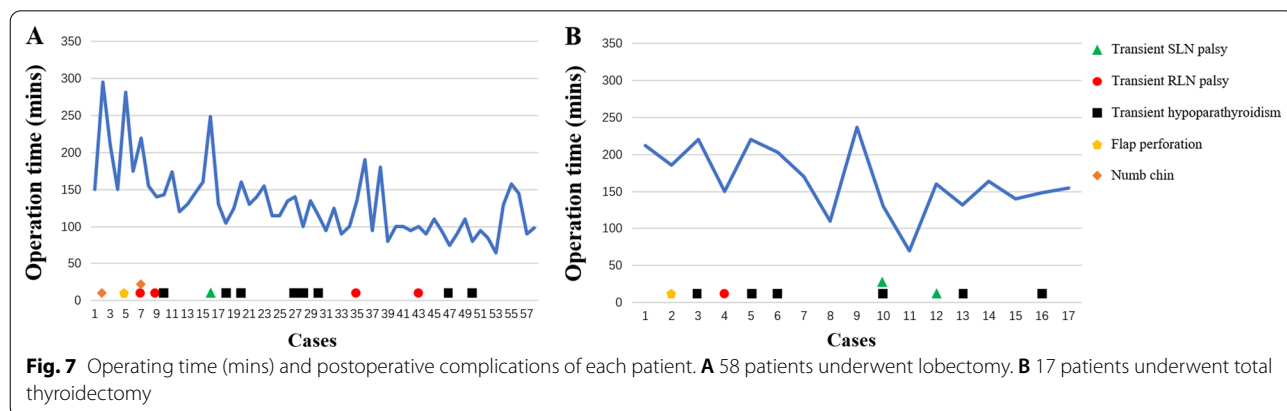 A
Operation time (mins)
350
300
250
200
150
100
50
0
1 3 5 7 9 11 13 15 17 19 21 23 25 27 29 31 33 35 37 39 41 43 45 47 49 51 53 55 57
Cases
B
Operation time (mins)
350
300
250
200
150
100
50
0
1 2 3 4 5 6 7 8 9 10 11 12 13 14 15 16 17
Cases
Transient SLN palsy
Transient RLN palsy
Transient hypoparathyroidism
Flap perforation
Numb chin
Fig. 7 Operating time (mins) and postoperative complications of each patient. A 58 patients underwent lobectomy. B 17 patients underwent total
thyroidectomy